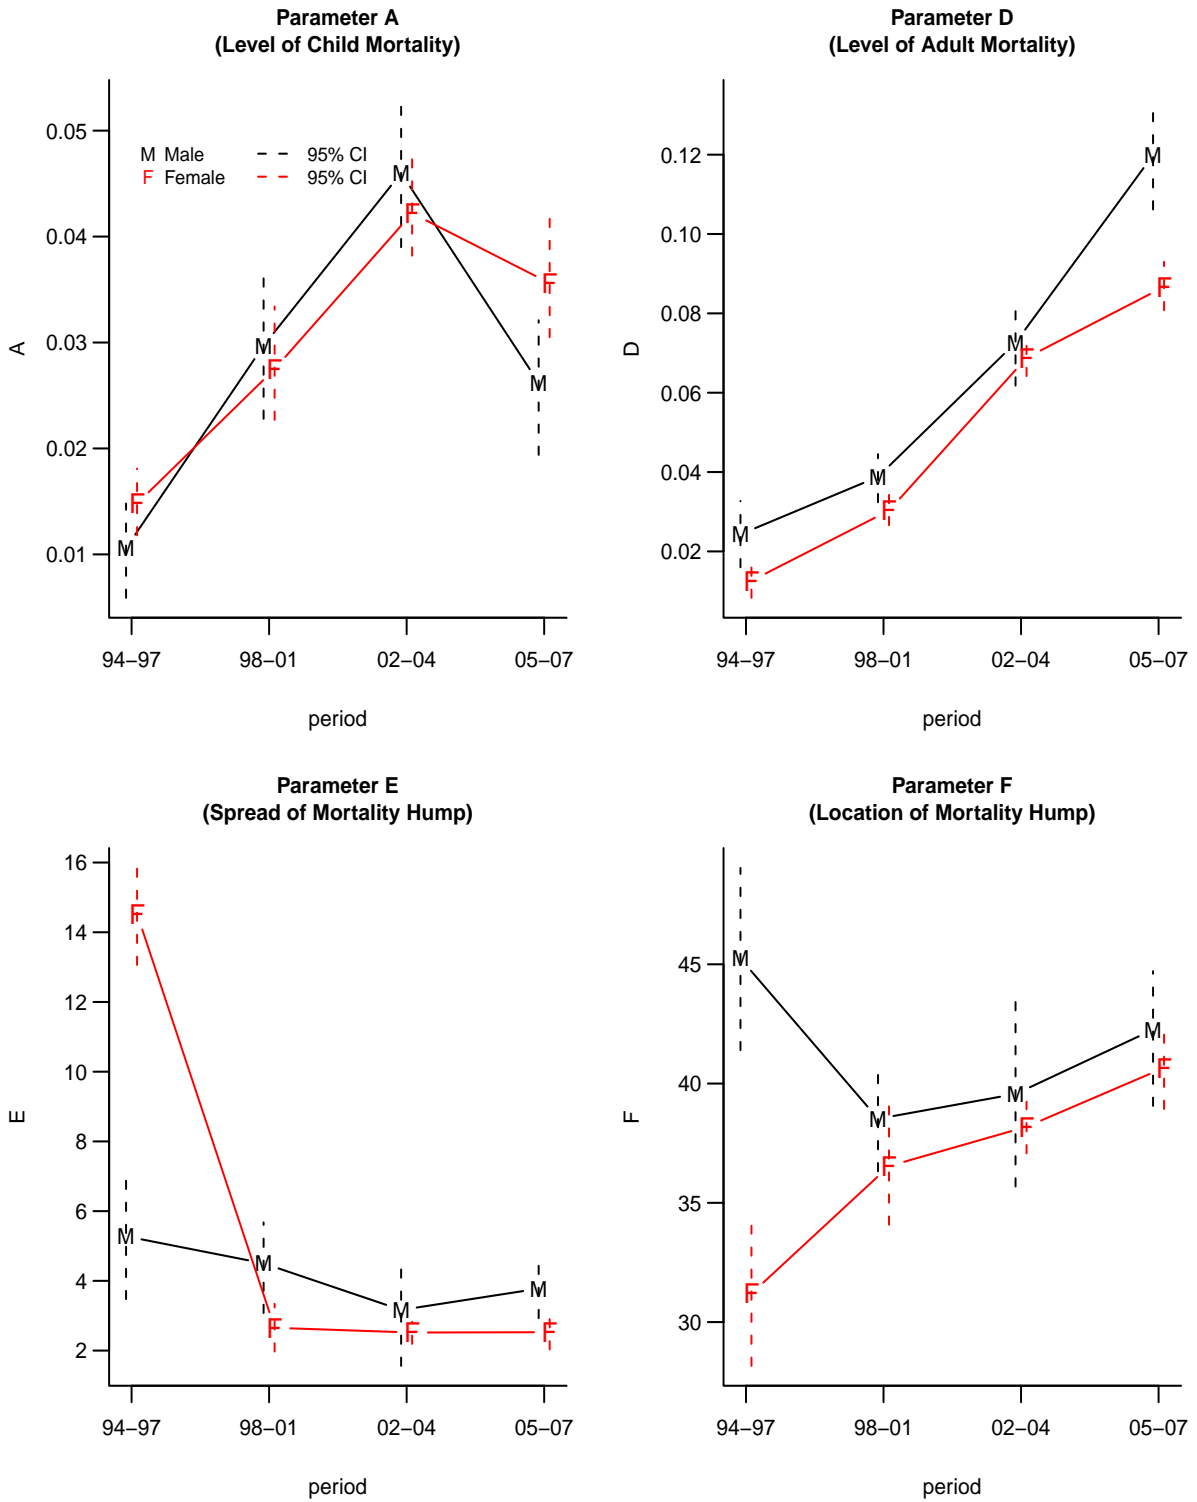 Parameter A
(Level of Child Mortality)
A
0.05
0.04
0.03
0.02
0.01
M Male 95% CI
F Female 95% CI
M
M
M
M
F
F
F
F
94–97 98–01 02–04 05–07
period
Parameter D
(Level of Adult Mortality)
D
0.12
0.10
0.08
0.06
0.04
0.02
M
M
M
M
F
F
F
F
94–97 98–01 02–04 05–07
period
Parameter E
(Spread of Mortality Hump)
E
16
14
12
10
8
6
4
2
M
M
M
M
F
F
F
F
94–97 98–01 02–04 05–07
period
Parameter F
(Location of Mortality Hump)
F
45
40
35
30
M
M
M
M
F
F
F
F
94–97 98–01 02–04 05–07
period